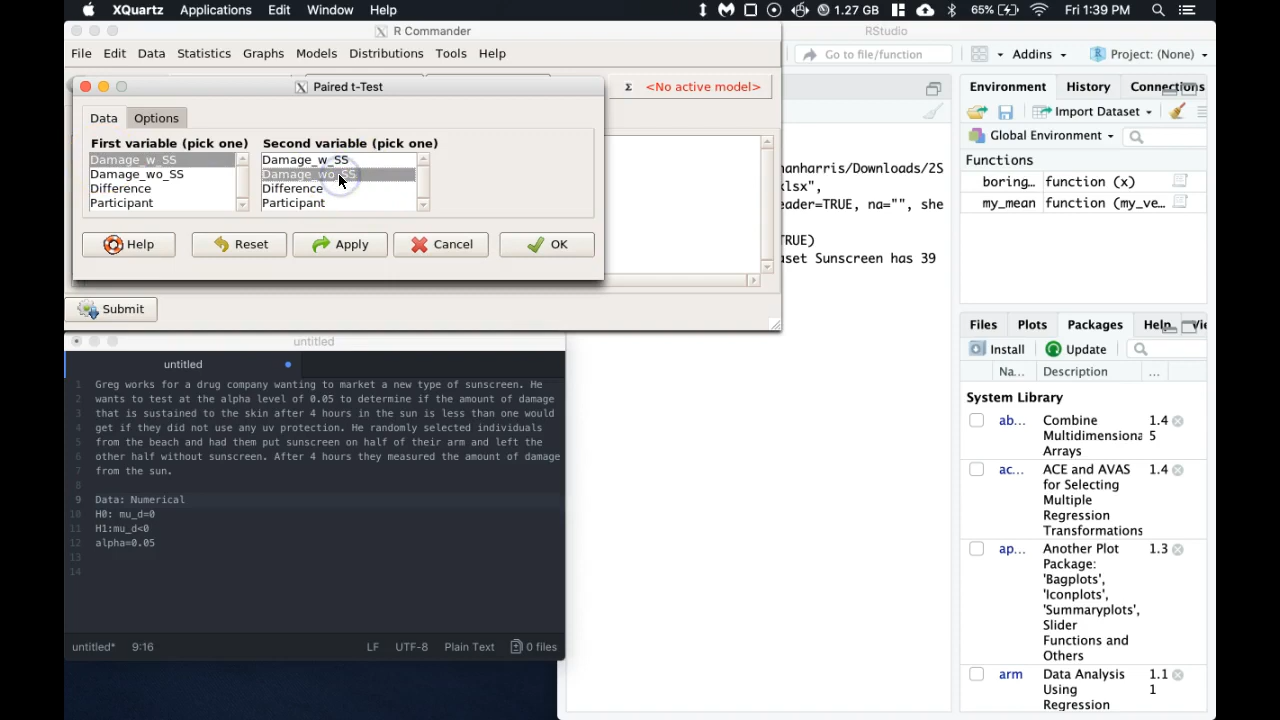 XQuartz Applications Edit Window Help 1.27 GB 65% Fri 1:39 PM
R Commander
RStudio
File Edit Data Statistics Graphs Models Distributions Tools Help
Go to file/function Addins Project: (None)
Paired t-Test
Σ <No active model>
Environment History Connections
Import Dataset
Data Options
Global Environment
First variable (pick one) Second variable (pick one)
Damage_w_SS Damage_w_SS
Damage_wo_SS Damage_wo_SS
Difference Difference
Participant Participant
Functions
boring… function (x)
my_mean function (my_ve…
nanharris/Downloads/2S
xlsx",
eader=TRUE, na="", she
TRUE)
aset Sunscreen has 39
Help Reset Apply Cancel OK
Submit
Files Plots Packages Help Vie
Install Update
Na… Description …
System Library
ab… Combine Multidimensiona Arrays 1.4 5
ac… ACE and AVAS for Selecting Multiple Regression Transformations 1.4
ap… Another Plot Package: 'Bagplots', 'Iconplots', 'Summaryplots', Slider Functions and Others 1.3
arm Data Analysis Using Regression 1.1 1
untitled
untitled
1 Greg works for a drug company wanting to market a new type of sunscreen. He
2 wants to test at the alpha level of 0.05 to determine if the amount of damage
3 that is sustained to the skin after 4 hours in the sun is less than one would
4 get if they did not use any uv protection. He randomly selected individuals
5 from the beach and had them put sunscreen on half of their arm and left the
6 other half without sunscreen. After 4 hours they measured the amount of damage
7 from the sun.
8
9 Data: Numerical
10 H0: mu_d=0
11 H1:mu_d<0
12 alpha=0.05
13
14
untitled* 9:16 LF UTF-8 Plain Text 0 files